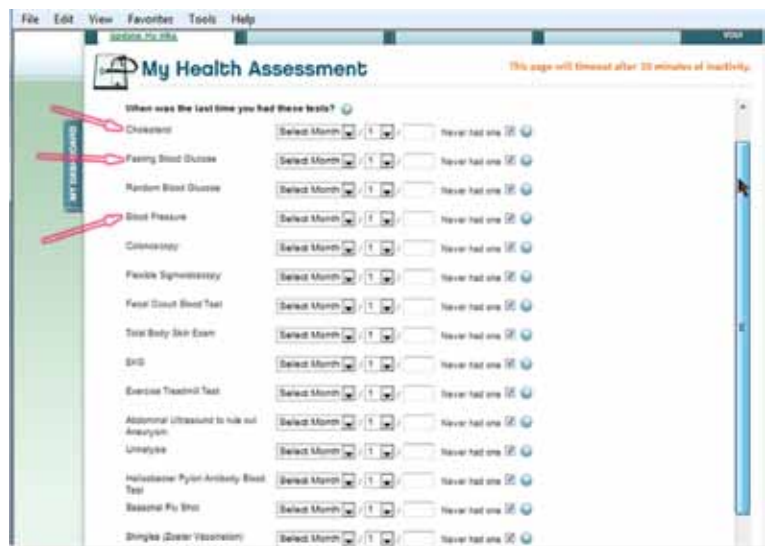 File Edit View Favorites Tools Help
Update My HRA
My Health Assessment
This page will timeout after 20 minutes of inactivity.
When was the last time you had these tests?
MY DASHBOARD
Cholesterol Select Month / 1 / Never had one
Fasting Blood Glucose Select Month / 1 / Never had one
Random Blood Glucose Select Month / 1 / Never had one
Blood Pressure Select Month / 1 / Never had one
Colonoscopy Select Month / 1 / Never had one
Flexible Sigmoidoscopy Select Month / 1 / Never had one
Fecal Occult Blood Test Select Month / 1 / Never had one
Total Body Skin Exam Select Month / 1 / Never had one
EKG Select Month / 1 / Never had one
Exercise Treadmill Test Select Month / 1 / Never had one
Abdominal Ultrasound to rule out Select Month / 1 / Never had one
Aneurysm
Urinalysis Select Month / 1 / Never had one
Helicobacter Pylori Antibody Blood Select Month / 1 / Never had one
Test
Seasonal Flu Shot Select Month / 1 / Never had one
Shingles (Zoster Vaccination) Select Month / 1 / Never had one